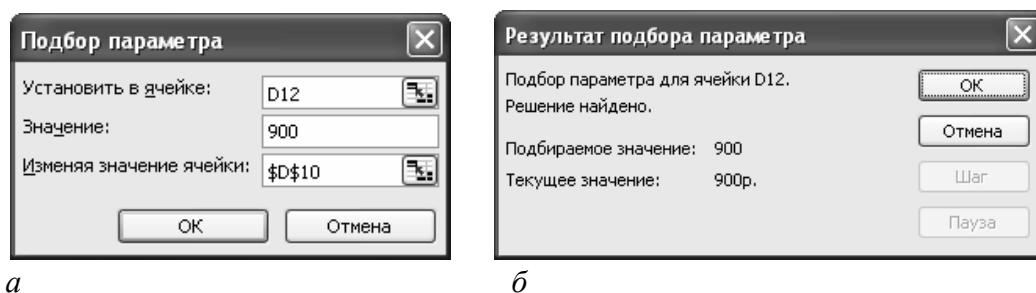 Подбор параметра
Установить в ячейке: D12
Значение: 900
Изменяя значение ячейки: $D$10
ОК Отмена
а
Результат подбора параметра
Подбор параметра для ячейки D12.
Решение найдено.
Подбираемое значение: 900
Текущее значение: 900р.
ОК
Отмена
Шаг
Пауза
б